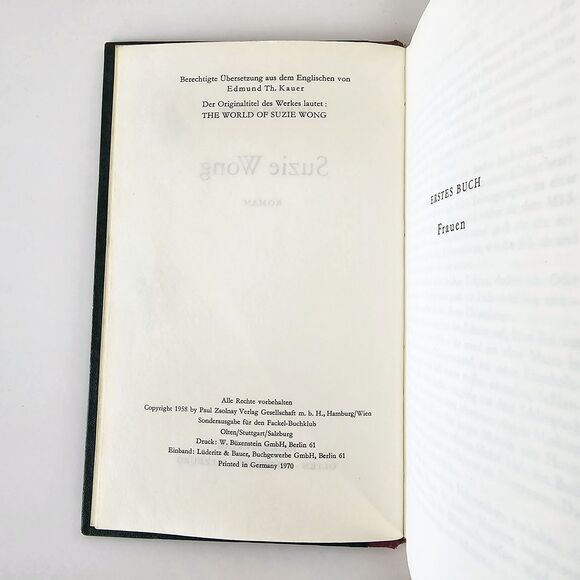 Berechtigte Übersetzung aus dem Englischen von
Edmund Th. Kauer
Der Originaltitel des Werkes lautet:
THE WORLD OF SUZIE WONG
Suzie Wong
ROMAN
Alle Rechte vorbehalten
Copyright 1958 by Paul Zsolnay Verlag Gesellschaft m. b. H., Hamburg/Wien
Sonderausgabe für den Fackel-Buchklub
Olten/Stuttgart/Salzburg
Druck: W. Büxenstein GmbH, Berlin 61
Einband: Lüderitz & Bauer, Buchgewerbe GmbH, Berlin 61
Printed in Germany 1970
ERSTES BUCH
Frauen